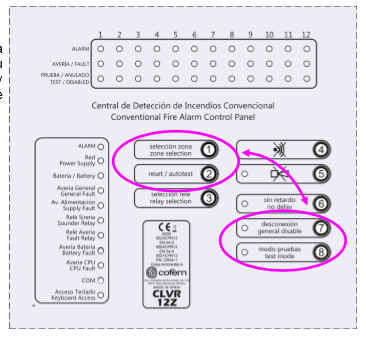 1 2 3 4 5 6 7 8 9 10 11 12
ALARM
AVERÍA / FAULT
PRUEBA / ANULADO
TEST / DISABLED
Central de Detección de Incendios Convencional
Conventional Fire Alarm Control Panel
ALARM
Red
Power Supply
Batería / Battery
Avería General
General Fault
Av. Alimentación
Supply Fault
Rele Sirena
Sounder Relay
Relé Avería
Fault Relay
Avería Batería
Battery Fault
Avería CPU
CPU Fault
COM
Acceso Teclado
Keyboard Access
selección zona
zone selection
1
reset / autotest
2
selección rele
relay selection
3
CE
cofem
CLVR
12Z
4
5
sin retardo
no delay
6
desconexión
general disable
7
modo pruebas
test mode
8